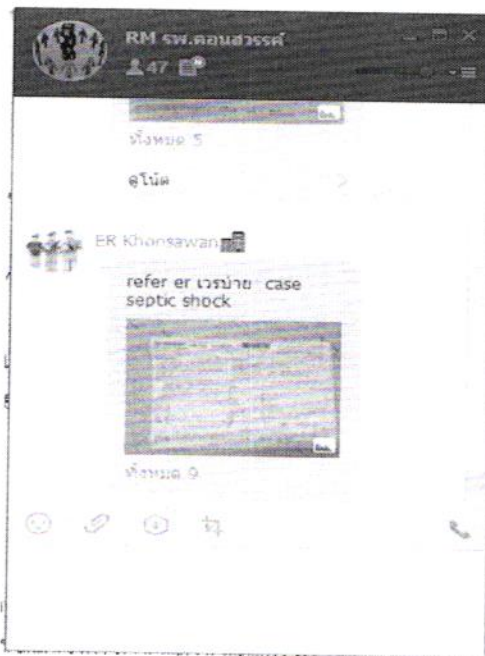 RM รพ.คอนสวรรค์
47
ทั้งหมด 5
ดูโน้ต
ER Khonsawan
refer er เวรบ่าย case
septic shock
ทั้งหมด 9